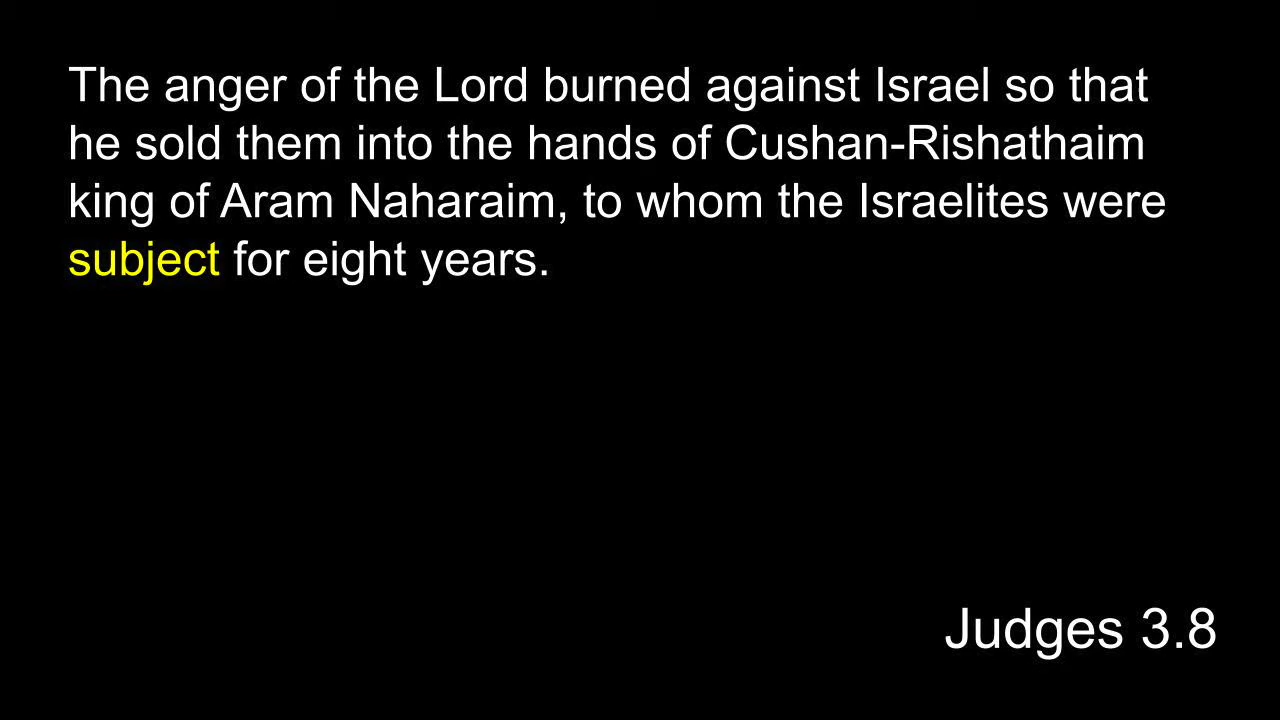 The anger of the Lord burned against Israel so that
he sold them into the hands of Cushan-Rishathaim
king of Aram Naharaim, to whom the Israelites were
subject for eight years.
Judges 3.8